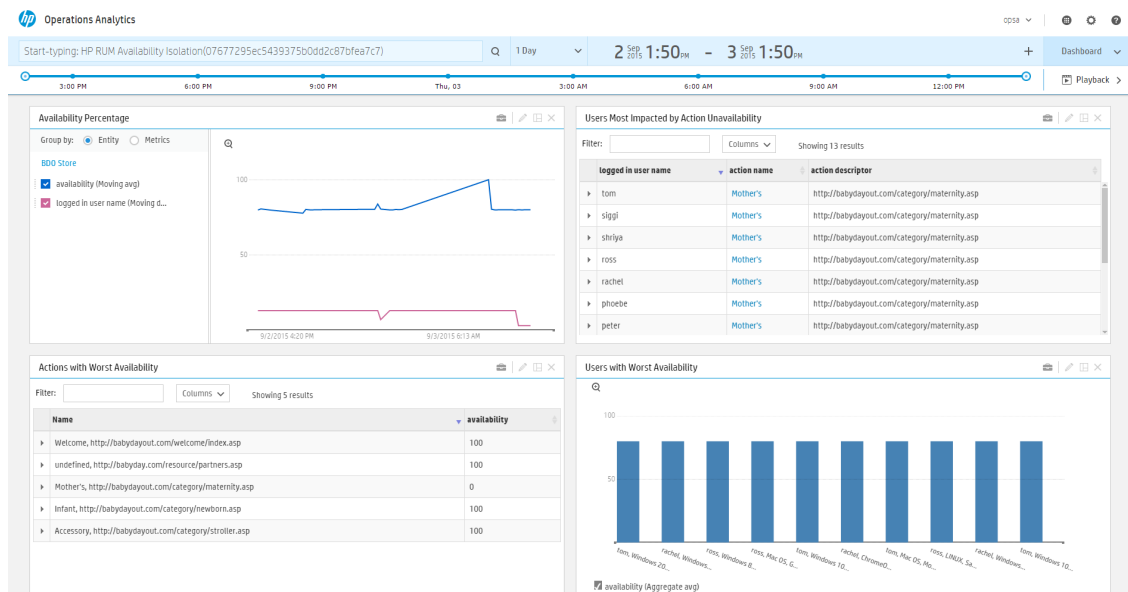 hp Operations Analytics opsa
Start-typing: HP RUM Availability Isolation(07677295ec5439375b0dd2c87bfea7c7) 1 Day 2 Sep 2015 1:50 PM - 3 Sep 2015 1:50 PM + Dashboard
3:00 PM 6:00 PM 9:00 PM Thu, 03 3:00 AM 6:00 AM 9:00 AM 12:00 PM Playback
Availability Percentage
Group by: Entity Metrics
BDO Store
availability (Moving avg)
logged in user name (Moving d...
100
50
9/2/2015 4:20 PM 9/3/2015 6:13 AM
Users Most Impacted by Action Unavailability
Filter: Columns Showing 13 results
logged in user name action name action descriptor
tom Mother's http://babydayout.com/category/maternity.asp
siggi Mother's http://babydayout.com/category/maternity.asp
shriya Mother's http://babydayout.com/category/maternity.asp
ross Mother's http://babydayout.com/category/maternity.asp
rachel Mother's http://babydayout.com/category/maternity.asp
phoebe Mother's http://babydayout.com/category/maternity.asp
peter Mother's http://babydayout.com/category/maternity.asp
Actions with Worst Availability
Filter: Columns Showing 5 results
Name availability
Welcome, http://babydayout.com/welcome/index.asp 100
undefined, http://babyday.com/resource/partners.asp 100
Mother's, http://babydayout.com/category/maternity.asp 0
Infant, http://babydayout.com/category/newborn.asp 100
Accessory, http://babydayout.com/category/stroller.asp 100
Users with Worst Availability
100
50
tom, Windows 20... rachel, Windows... ross, Windows 8... ross, Mac OS, G... tom, Windows 10... rachel, ChromeO... tom, Mac OS, Mo... ross, LINUX, Sa... rachel, Windows... tom, Windows 10...
availability (Aggregate avg)